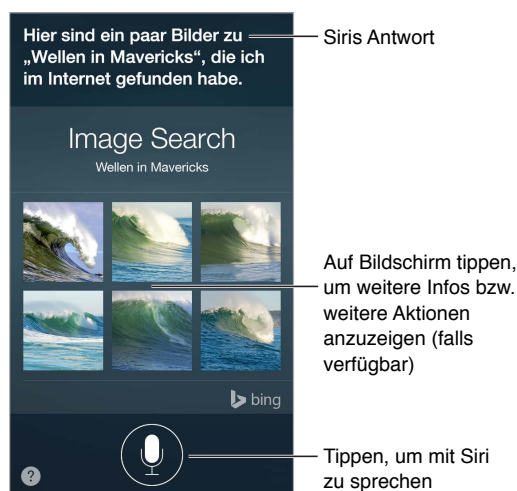 Hier sind ein paar Bilder zu
„Wellen in Mavericks“, die ich
im Internet gefunden habe.
Siris Antwort
Image Search
Wellen in Mavericks
Auf Bildschirm tippen,
um weitere Infos bzw.
weitere Aktionen
anzuzeigen (falls
verfügbar)
bing
?
Tippen, um mit Siri
zu sprechen